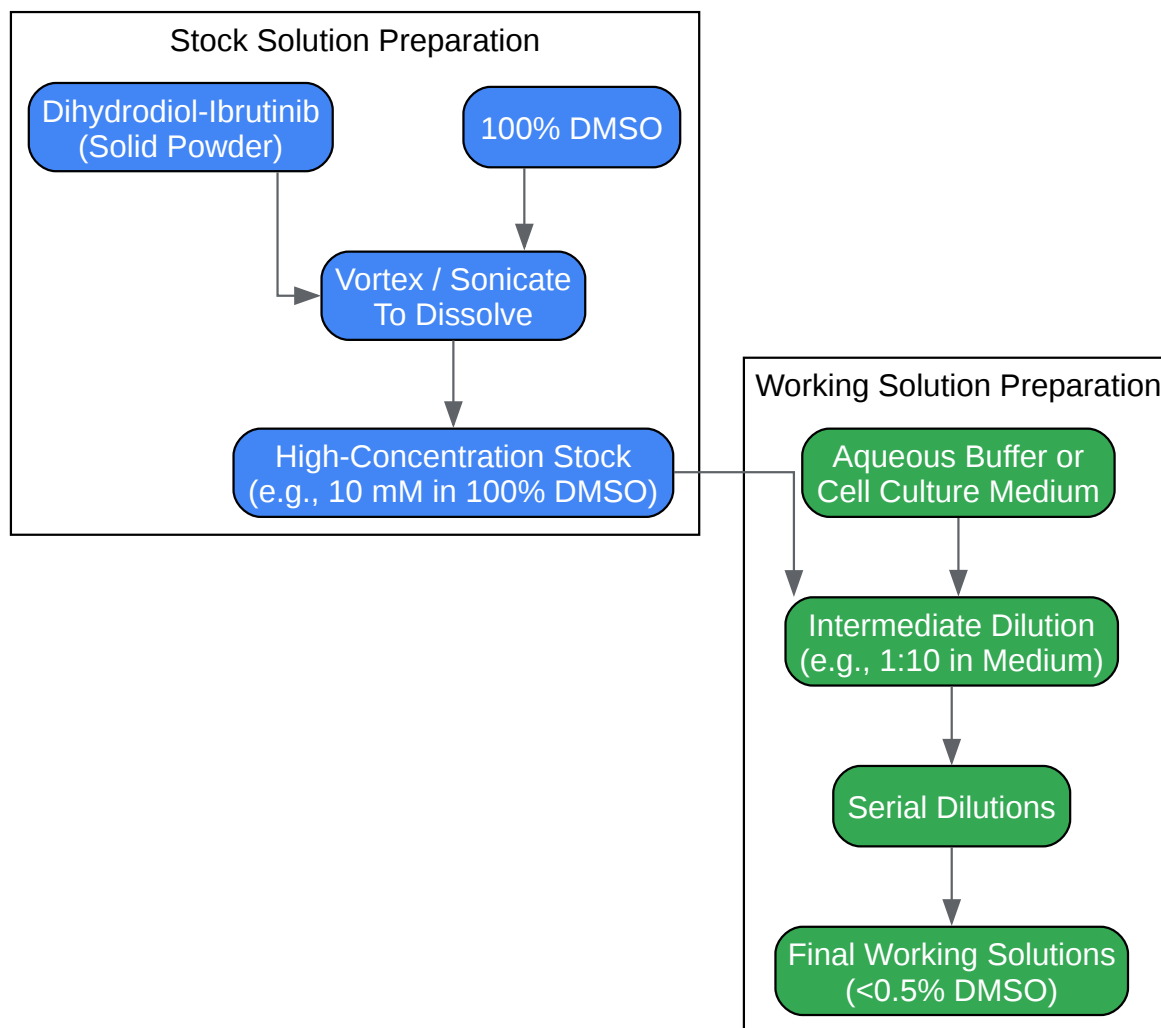 Stock Solution Preparation
Dihydrodiol-Ibrutinib
(Solid Powder)
100% DMSO
Vortex / Sonicate
To Dissolve
High-Concentration Stock
(e.g., 10 mM in 100% DMSO)
Working Solution Preparation
Aqueous Buffer or
Cell Culture Medium
Intermediate Dilution
(e.g., 1:10 in Medium)
Serial Dilutions
Final Working Solutions
(<0.5% DMSO)